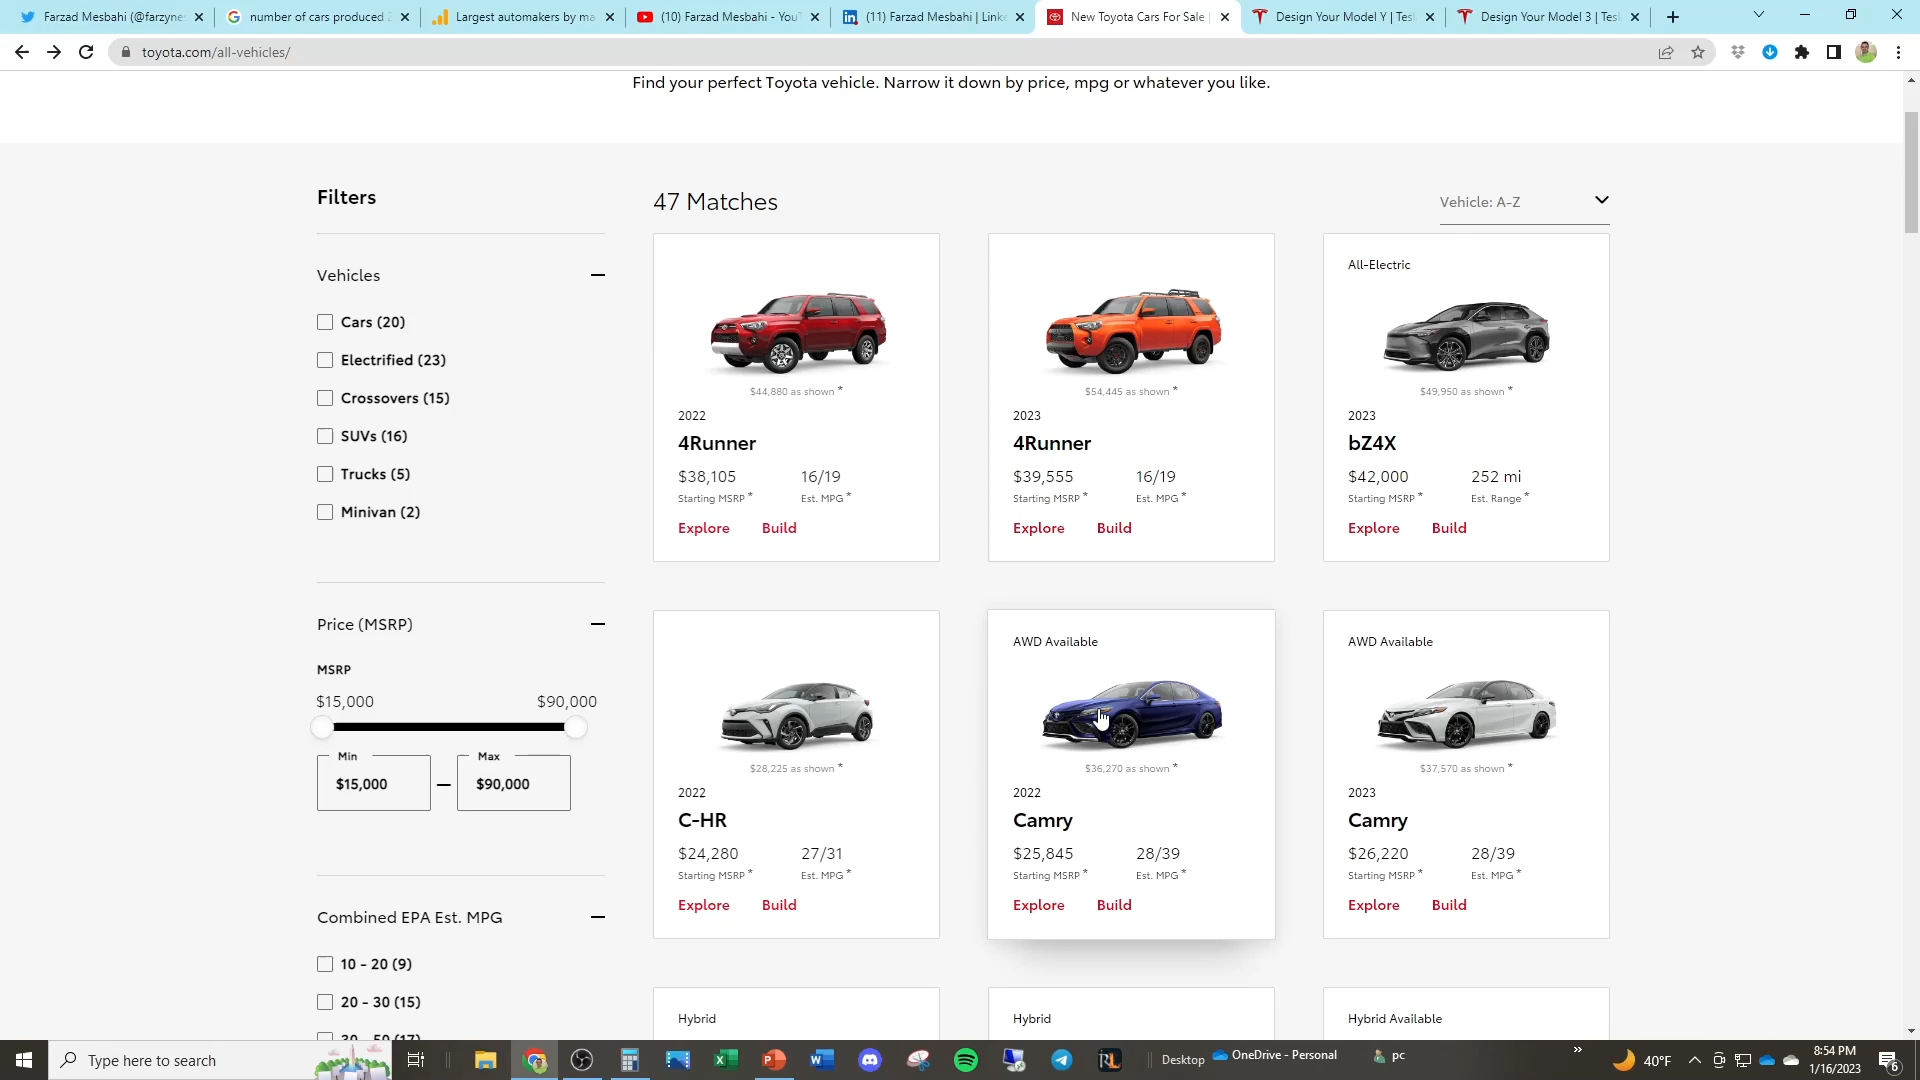 Farzad Mesbahi (@farzyne
number of cars produced 2
Largest automakers by ma
(10) Farzad Mesbahi - YouT
(11) Farzad Mesbahi | Linke
New Toyota Cars For Sale |
Design Your Model Y | Tesl
Design Your Model 3 | Tesl
toyota.com/all-vehicles/
Find your perfect Toyota vehicle. Narrow it down by price, mpg or whatever you like.
Filters
47 Matches
Vehicle: A-Z
Vehicles
Cars (20)
Electrified (23)
Crossovers (15)
SUVs (16)
Trucks (5)
Minivan (2)
Price (MSRP)
MSRP
$15,000 $90,000
Min Max
$15,000 — $90,000
Combined EPA Est. MPG
10 - 20 (9)
20 - 30 (15)
30 - 50 (17)
$44,880 as shown *
2022
4Runner
$38,105 16/19
Starting MSRP * Est. MPG *
Explore Build
$54,445 as shown *
2023
4Runner
$39,555 16/19
Starting MSRP * Est. MPG *
Explore Build
All-Electric
$49,950 as shown *
2023
bZ4X
$42,000 252 mi
Starting MSRP * Est. Range *
Explore Build
$28,225 as shown *
2022
C-HR
$24,280 27/31
Starting MSRP * Est. MPG *
Explore Build
AWD Available
$36,270 as shown *
2022
Camry
$25,845 28/39
Starting MSRP * Est. MPG *
Explore Build
AWD Available
$37,570 as shown *
2023
Camry
$26,220 28/39
Starting MSRP * Est. MPG *
Explore Build
Hybrid
Hybrid
Hybrid Available
Type here to search
Desktop
OneDrive - Personal
pc
40°F
8:54 PM
1/16/2023
6